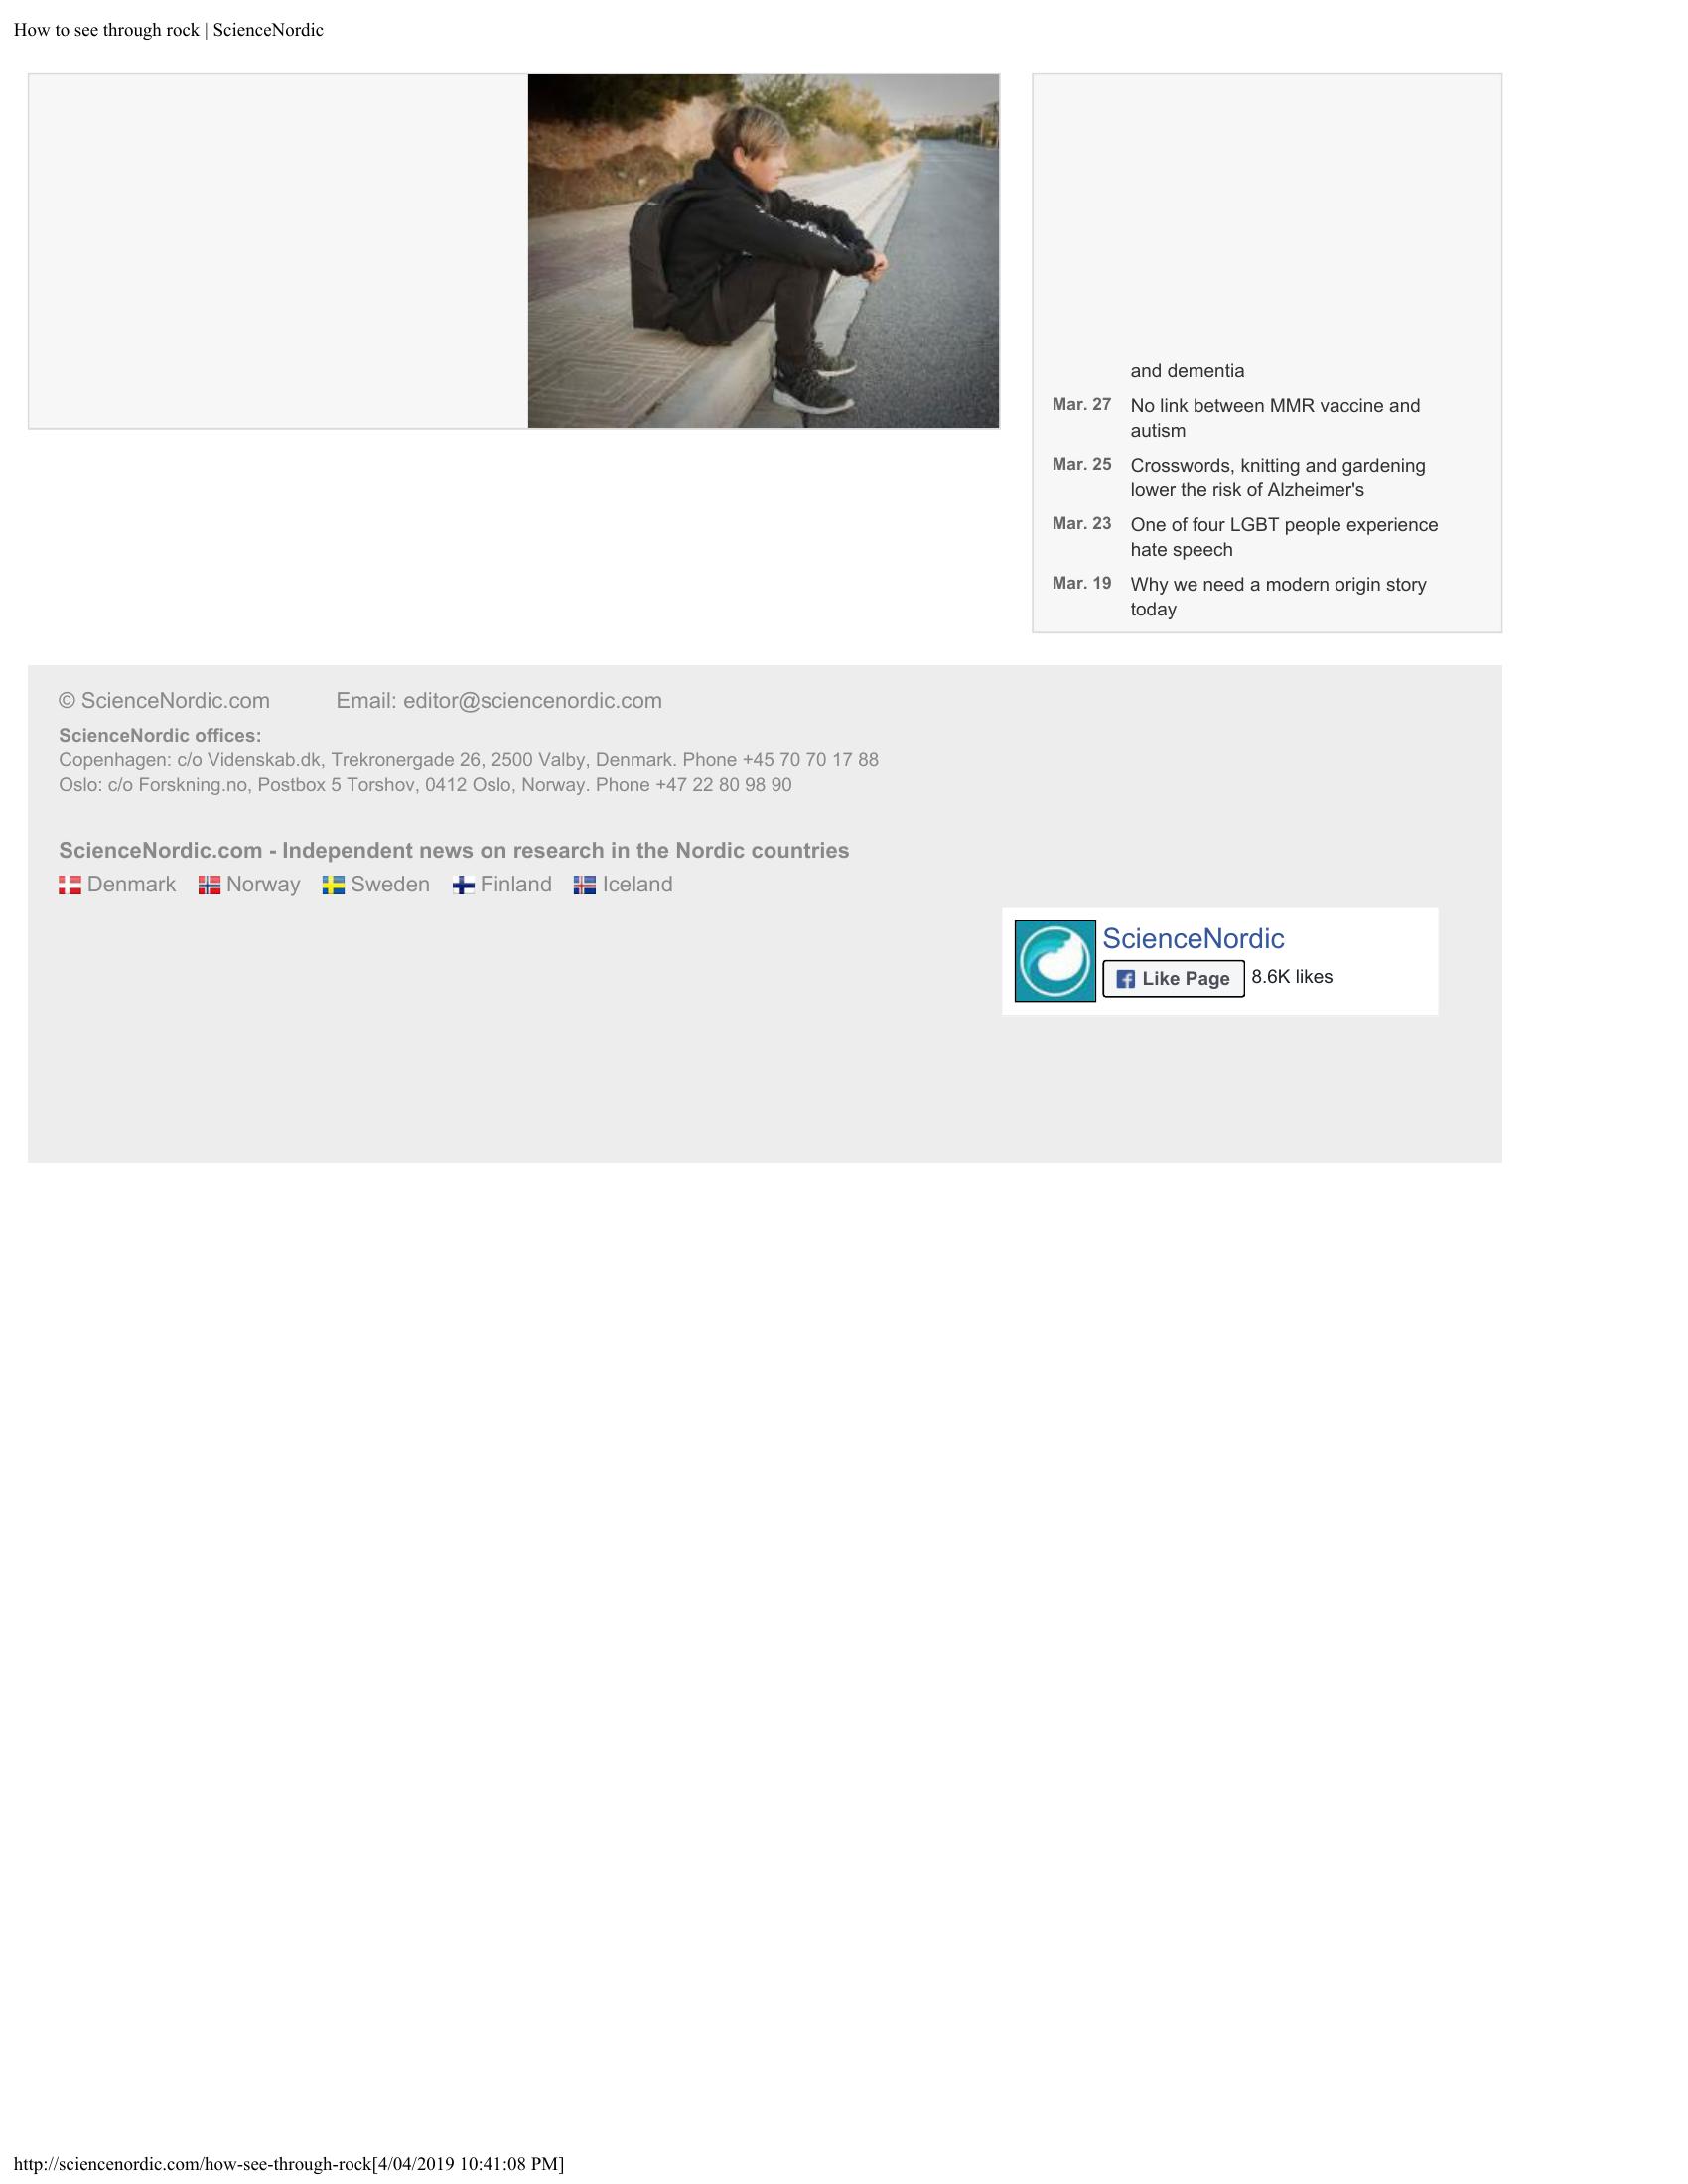 How to see through rock | ScienceNordic
and dementia
Mar. 27 No link between MMR vaccine and
autism
Mar. 25 Crosswords, knitting and gardening
lower the risk of Alzheimer's
Mar. 23 One of four LGBT people experience
hate speech
Mar. 19 Why we need a modern origin story
today
© ScienceNordic.com Email: editor@sciencenordic.com
ScienceNordic offices:
Copenhagen: c/o Videnskab.dk, Trekronergade 26, 2500 Valby, Denmark. Phone +45 70 70 17 88
Oslo: c/o Forskning.no, Postbox 5 Torshov, 0412 Oslo, Norway. Phone +47 22 80 98 90
ScienceNordic.com - Independent news on research in the Nordic countries
Denmark Norway Sweden Finland Iceland
ScienceNordic
Like Page 8.6K likes
http://sciencenordic.com/how-see-through-rock[4/04/2019 10:41:08 PM]